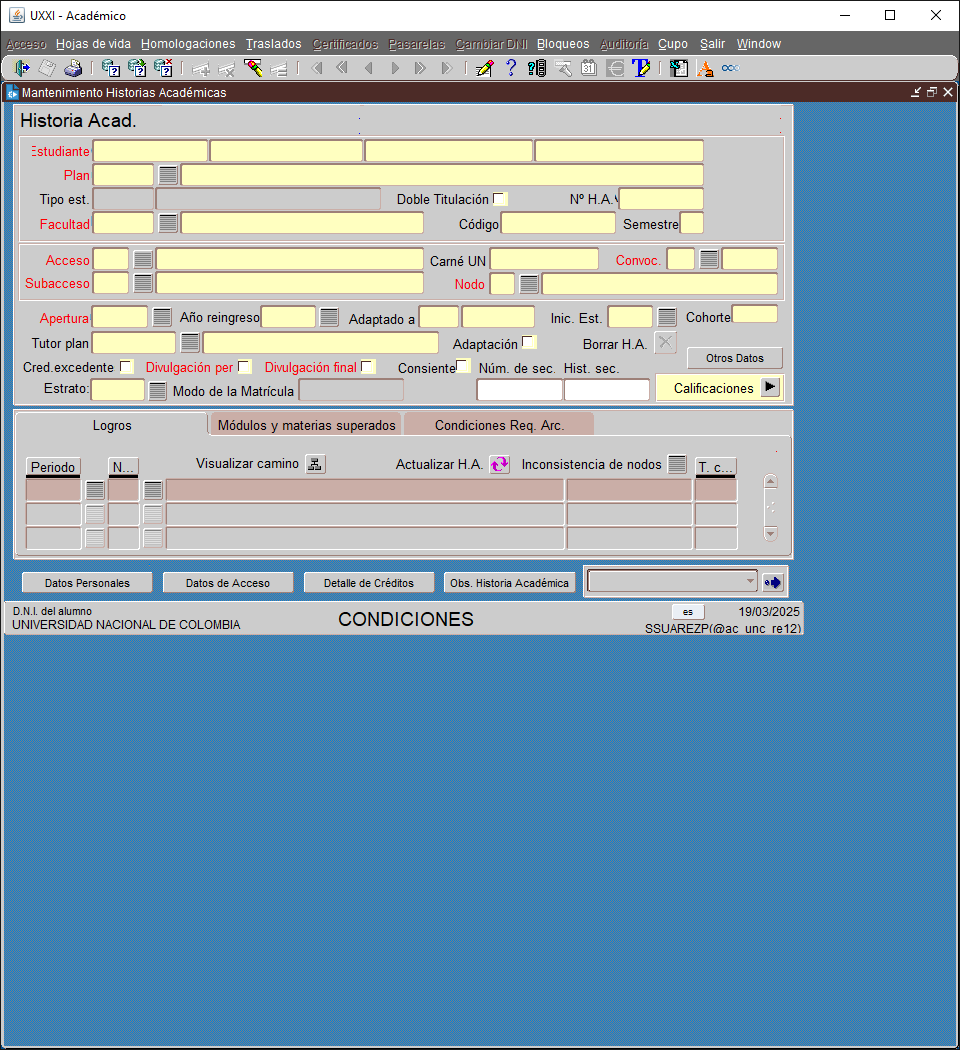 UXXI - Académico
Acceso Hojas de vida Homologaciones Traslados Certificados Pasarelas Cambiar DNI Bloqueos Auditoría Cupo Salir Window
Mantenimiento Historias Académicas
Historia Acad.
Estudiante
Plan
Tipo est. Doble Titulación Nº H.A.
Facultad Código Semestre
Acceso Carné UN Convoc.
Subacceso Nodo
Apertura Año reingreso Adaptado a Inic. Est. Cohorte
Tutor plan Adaptación Borrar H.A.
Otros Datos
Cred.excedente Divulgación per Divulgación final Consiente Núm. de sec. Hist. sec.
Estrato: Modo de la Matrícula Calificaciones
Logros Módulos y materias superados Condiciones Req. Arc.
Periodo N... Visualizar camino Actualizar H.A. Inconsistencia de nodos T. c...
Datos Personales Datos de Acceso Detalle de Créditos Obs. Historia Académica
D.N.I. del alumno es 19/03/2025
UNIVERSIDAD NACIONAL DE COLOMBIA CONDICIONES SSUAREZP(@ac_unc_re12)